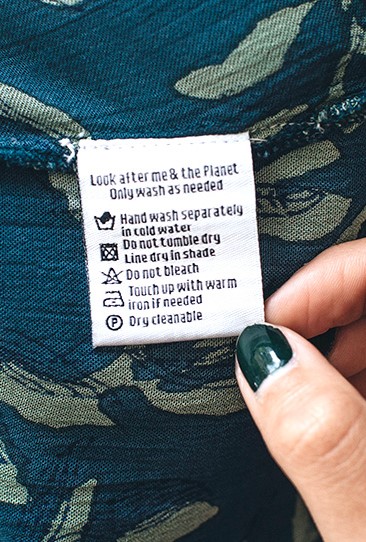 Look after me & the Planet
Only wash as needed
Hand wash separately
in cold water
Do not tumble dry
Line dry in shade
Do not bleach
Touch up with warm
iron if needed
P Dry cleanable